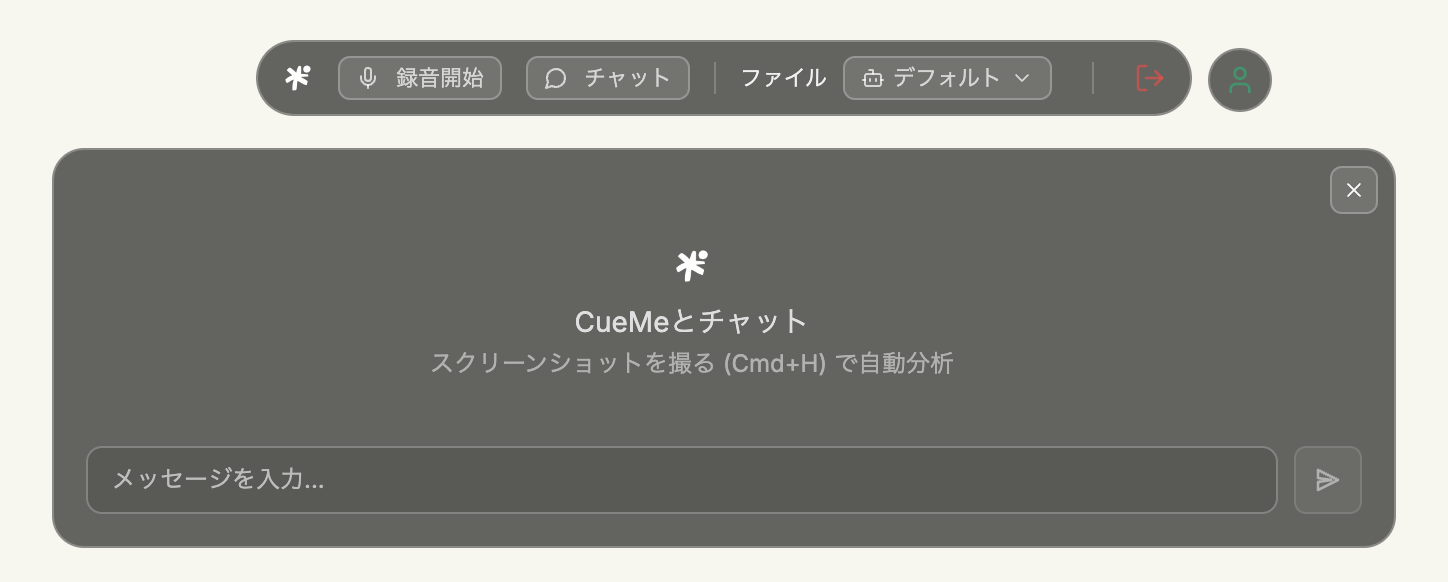 録音開始 チャット ファイル デフォルト
CueMeとチャット
スクリーンショットを撮る (Cmd+H) で自動分析
メッセージを入力...